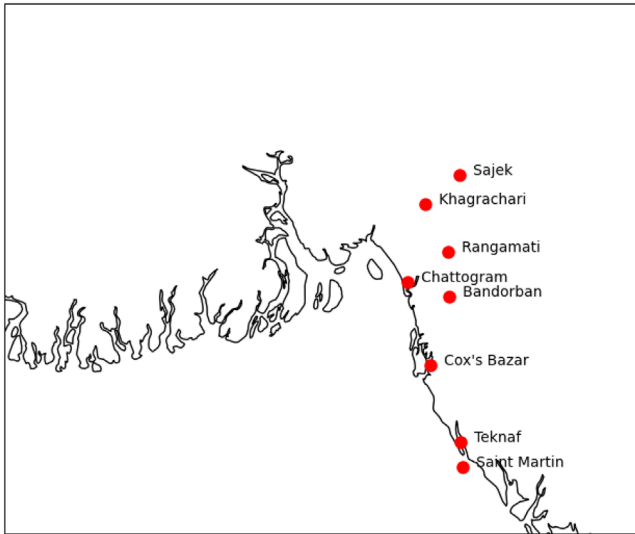 Sajek
Khagrachari
Rangamati
Chattogram
Bandorban
Cox's Bazar
Teknaf
Saint Martin